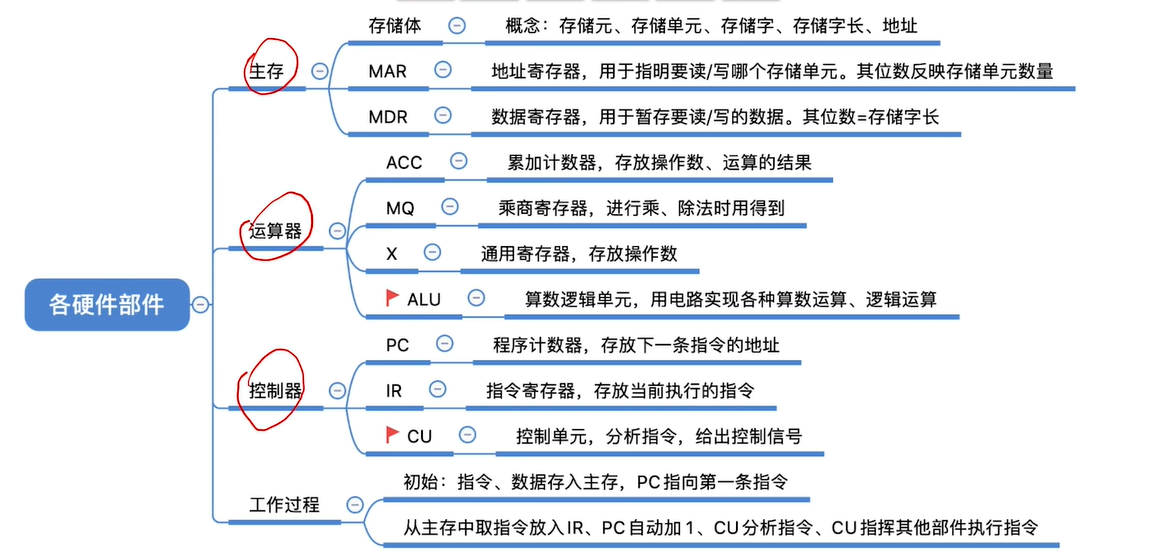 存储体
概念：存储元、存储单元、存储字、存储字长、地址
主存
MAR
地址寄存器，用于指明要读/写哪个存储单元。其位数反映存储单元数量
MDR
数据寄存器，用于暂存要读/写的数据。其位数=存储字长
ACC
累加计数器，存放操作数、运算的结果
MQ
乘商寄存器，进行乘、除法时用得到
运算器
X
通用寄存器，存放操作数
ALU
算数逻辑单元，用电路实现各种算数运算、逻辑运算
各硬件部件
PC
程序计数器，存放下一条指令的地址
控制器
IR
指令寄存器，存放当前执行的指令
CU
控制单元，分析指令，给出控制信号
工作过程
初始：指令、数据存入主存，PC指向第一条指令
从主存中取指令放入IR、PC自动加1、CU分析指令、CU指挥其他部件执行指令